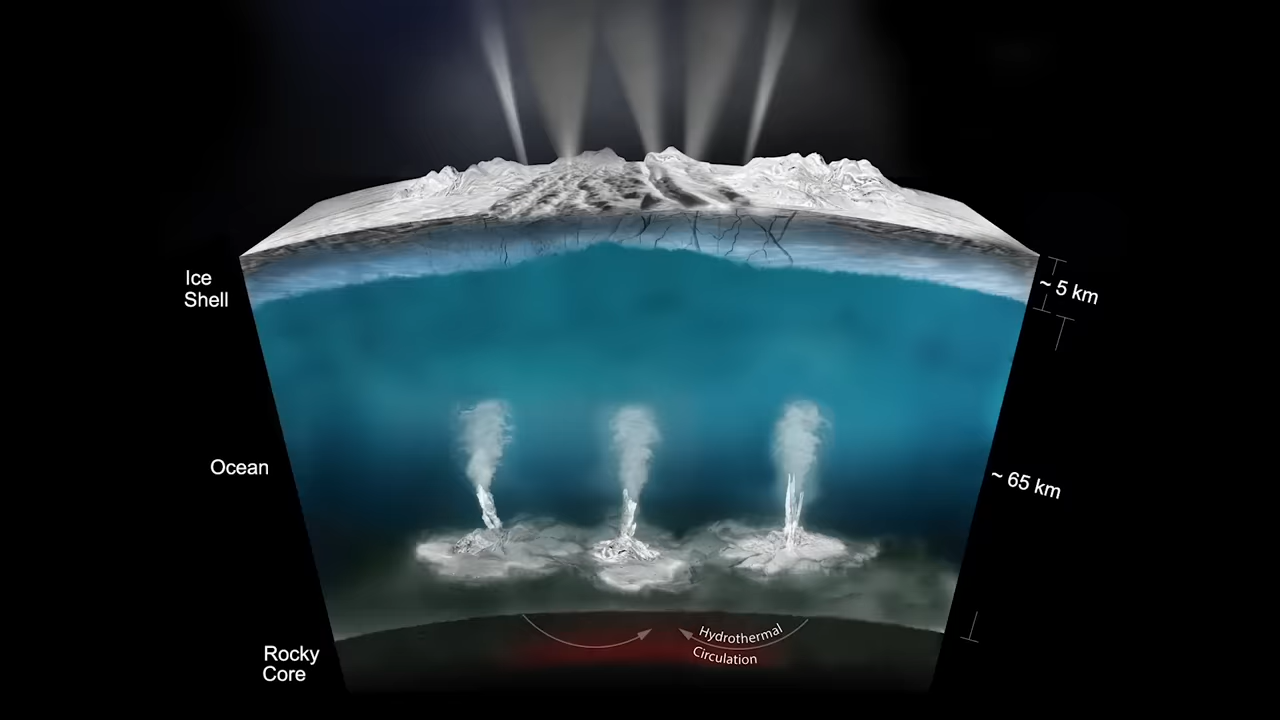 Ice
Shell
~ 5 km
Ocean
~ 65 km
Hydrothermal
Circulation
Rocky
Core